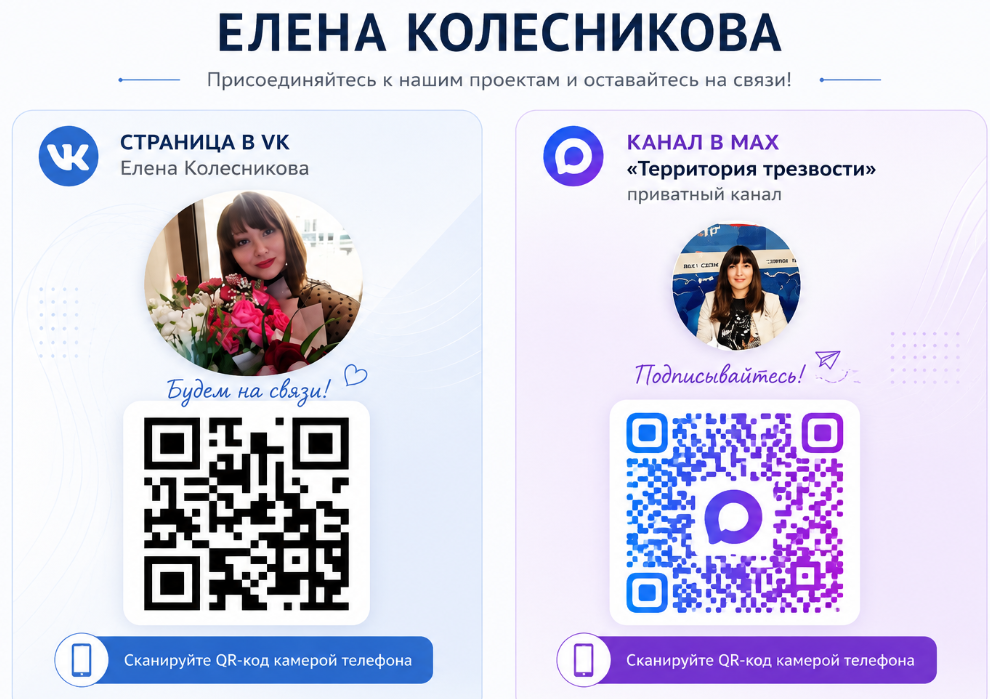 ЕЛЕНА КОЛЕСНИКОВА
Присоединяйтесь к нашим проектам и оставайтесь на связи!
СТРАНИЦА В VK
Елена Колесникова
Будем на связи!
Сканируйте QR-код камерой телефона
КАНАЛ В MAX
«Территория трезвости»
приватный канал
Подписывайтесь!
Сканируйте QR-код камерой телефона